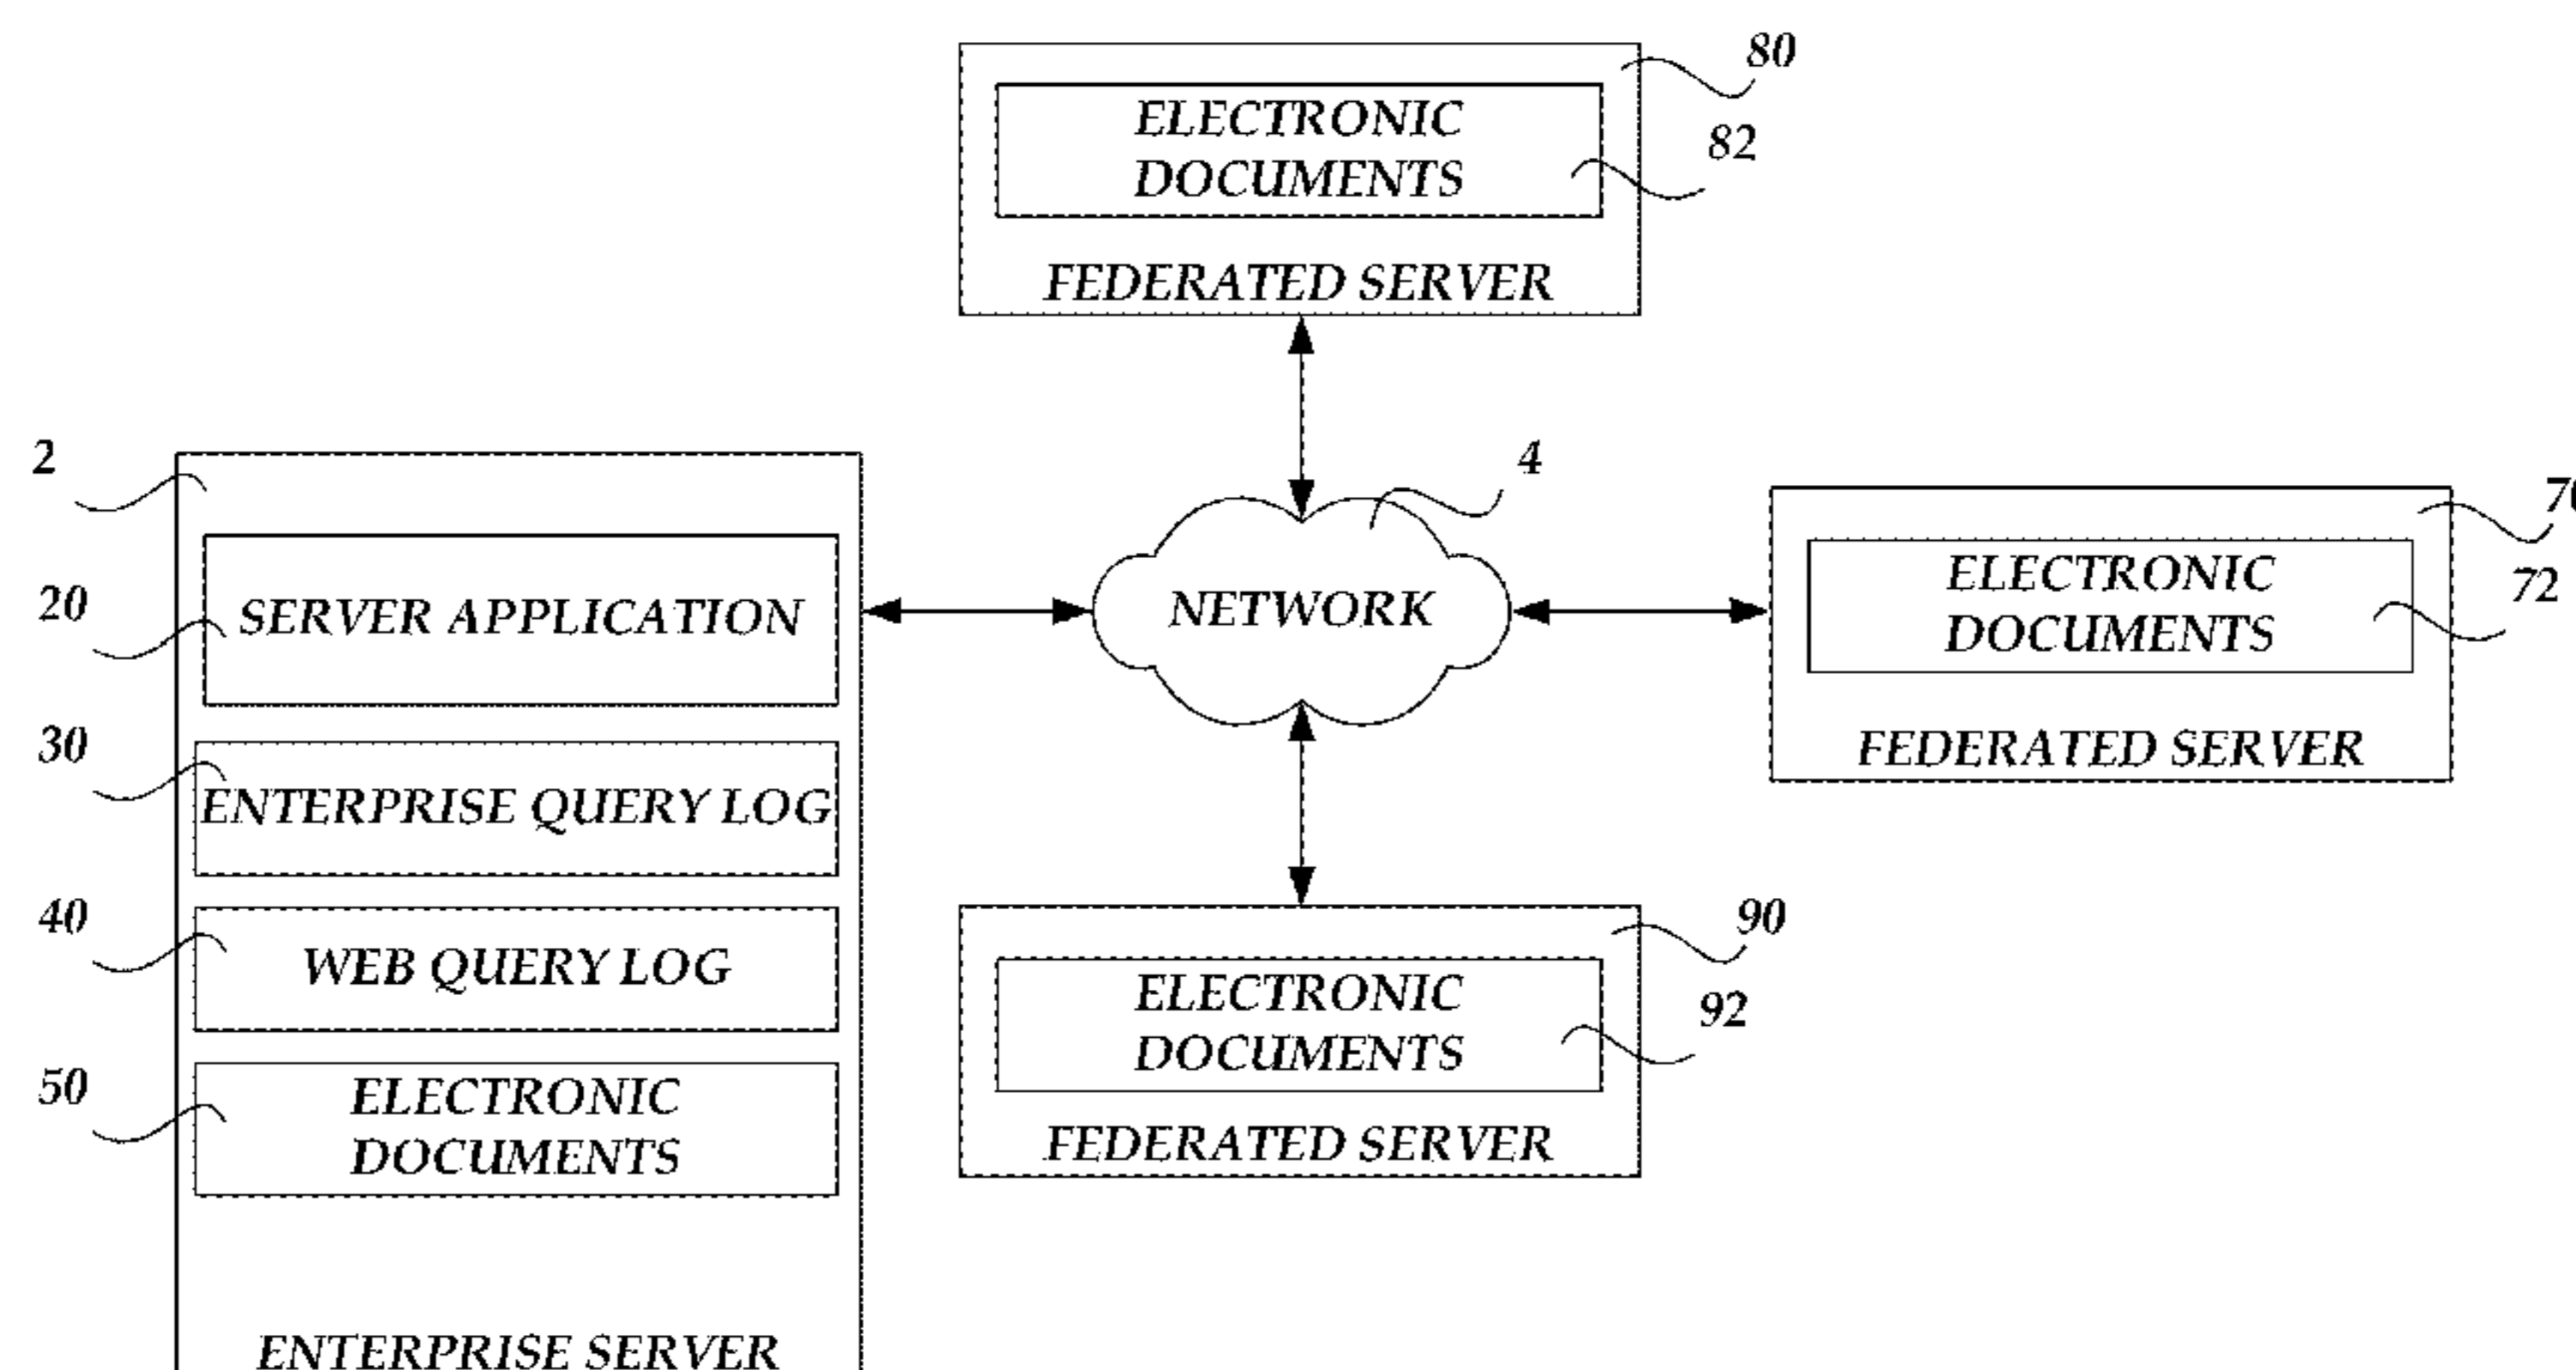 80
ELECTRONIC
DOCUMENTS
82
FEDERATED SERVER
2
20
SERVER APPLICATION
30
ENTERPRISE QUERY LOG
40
WEB QUERY LOG
50
ELECTRONIC
DOCUMENTS
ENTERPRISE SERVER
4
NETWORK
ELECTRONIC
DOCUMENTS
72
FEDERATED SERVER
90
ELECTRONIC
DOCUMENTS
92
FEDERATED SERVER